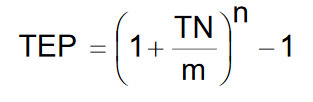 TEP = (1 + TN/m)^n − 1